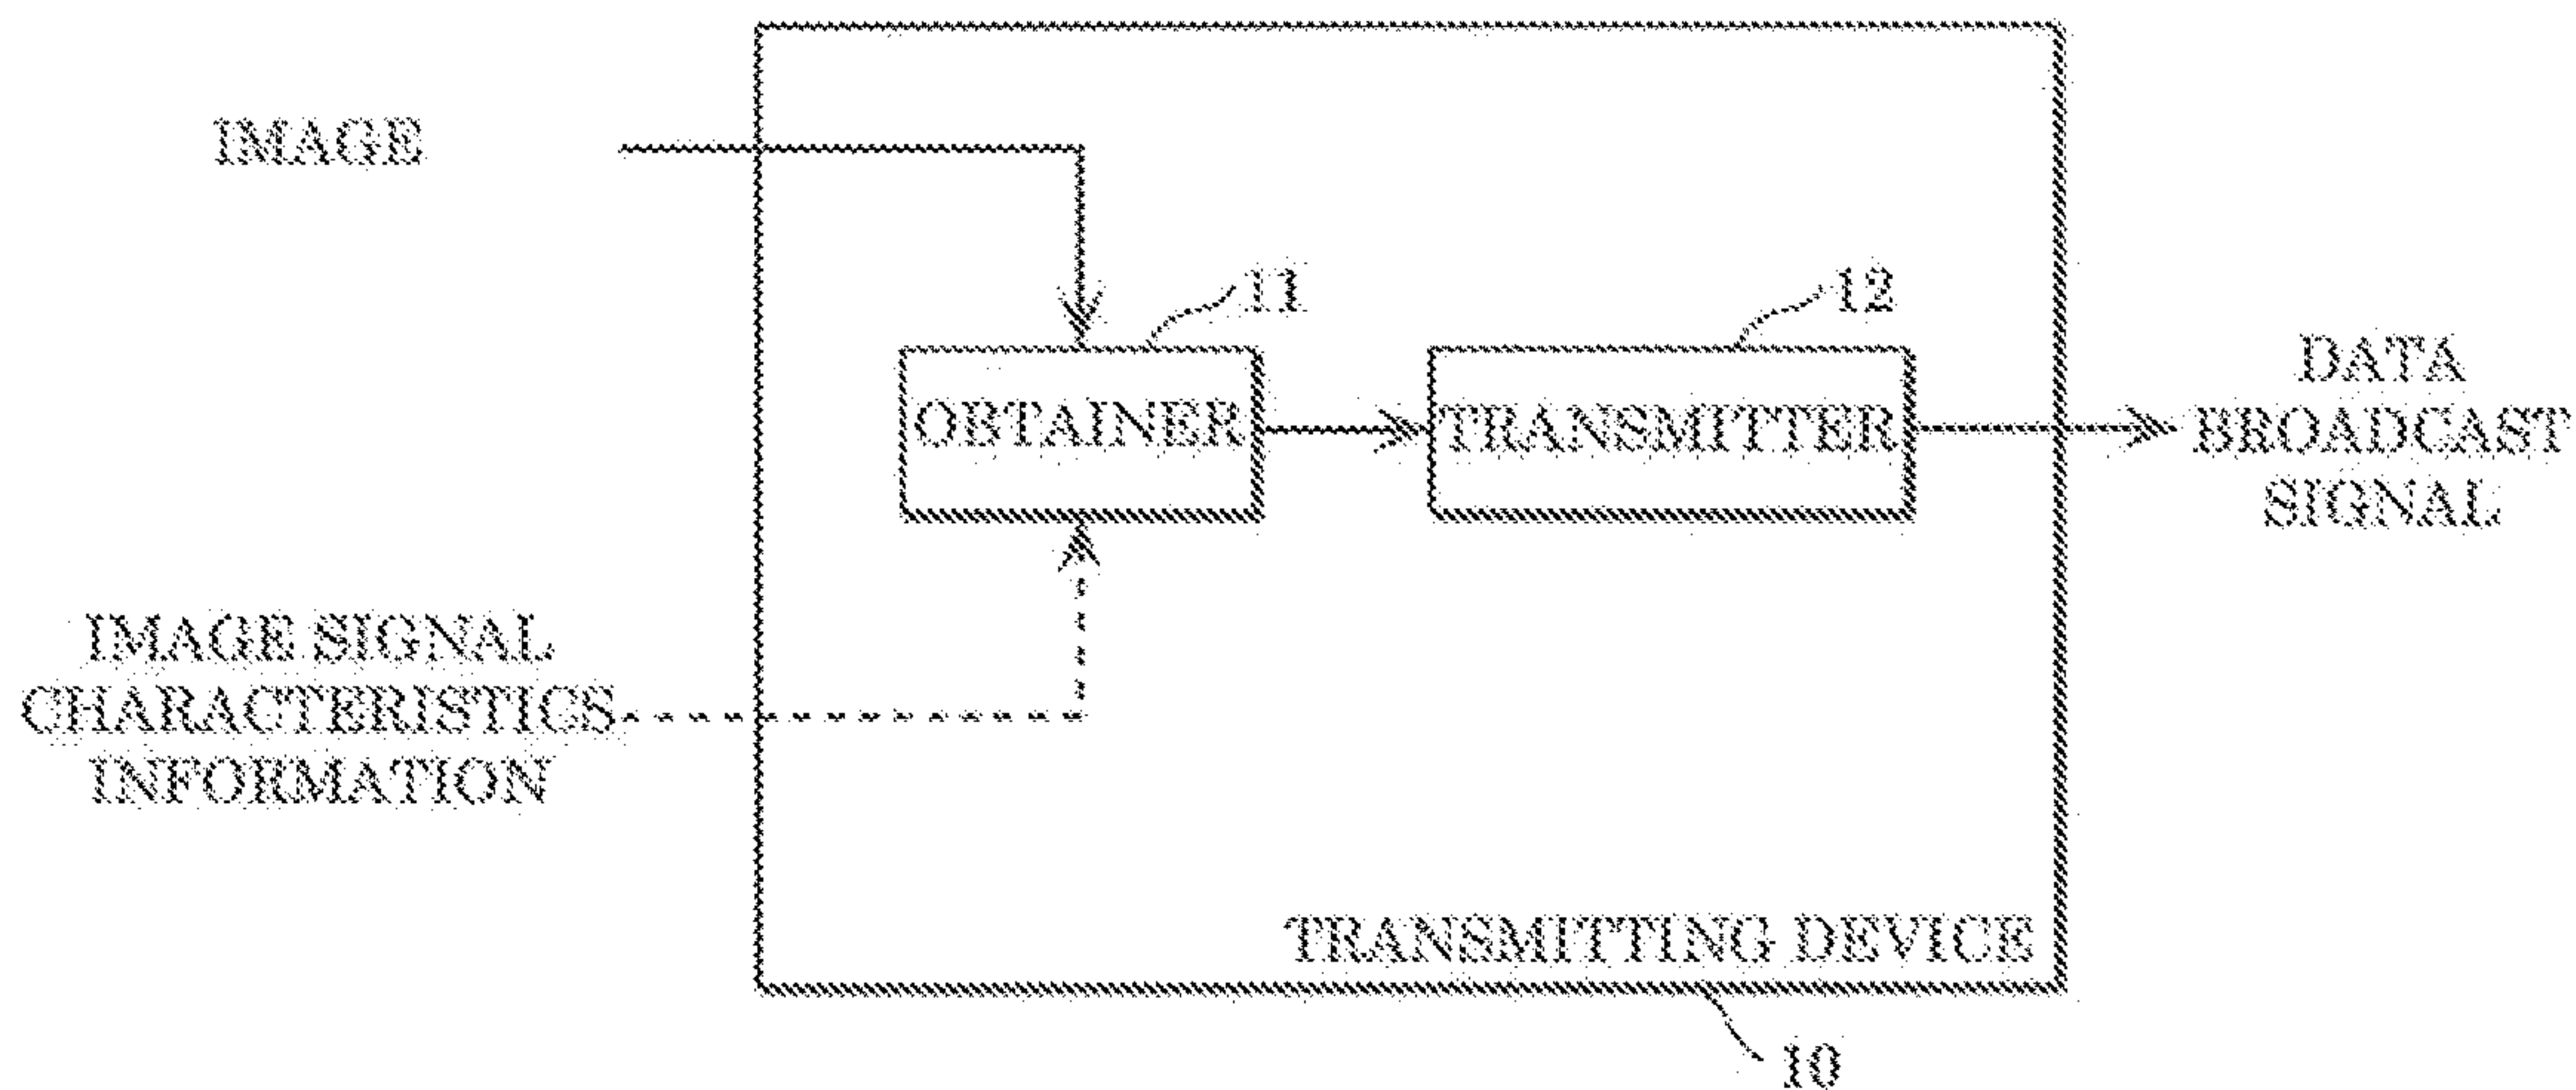 IMAGE
11
12
OBTAINER
TRANSMITTER
DATA
BROADCAST
SIGNAL
IMAGE SIGNAL
CHARACTERISTICS
INFORMATION
TRANSMITTING DEVICE
10